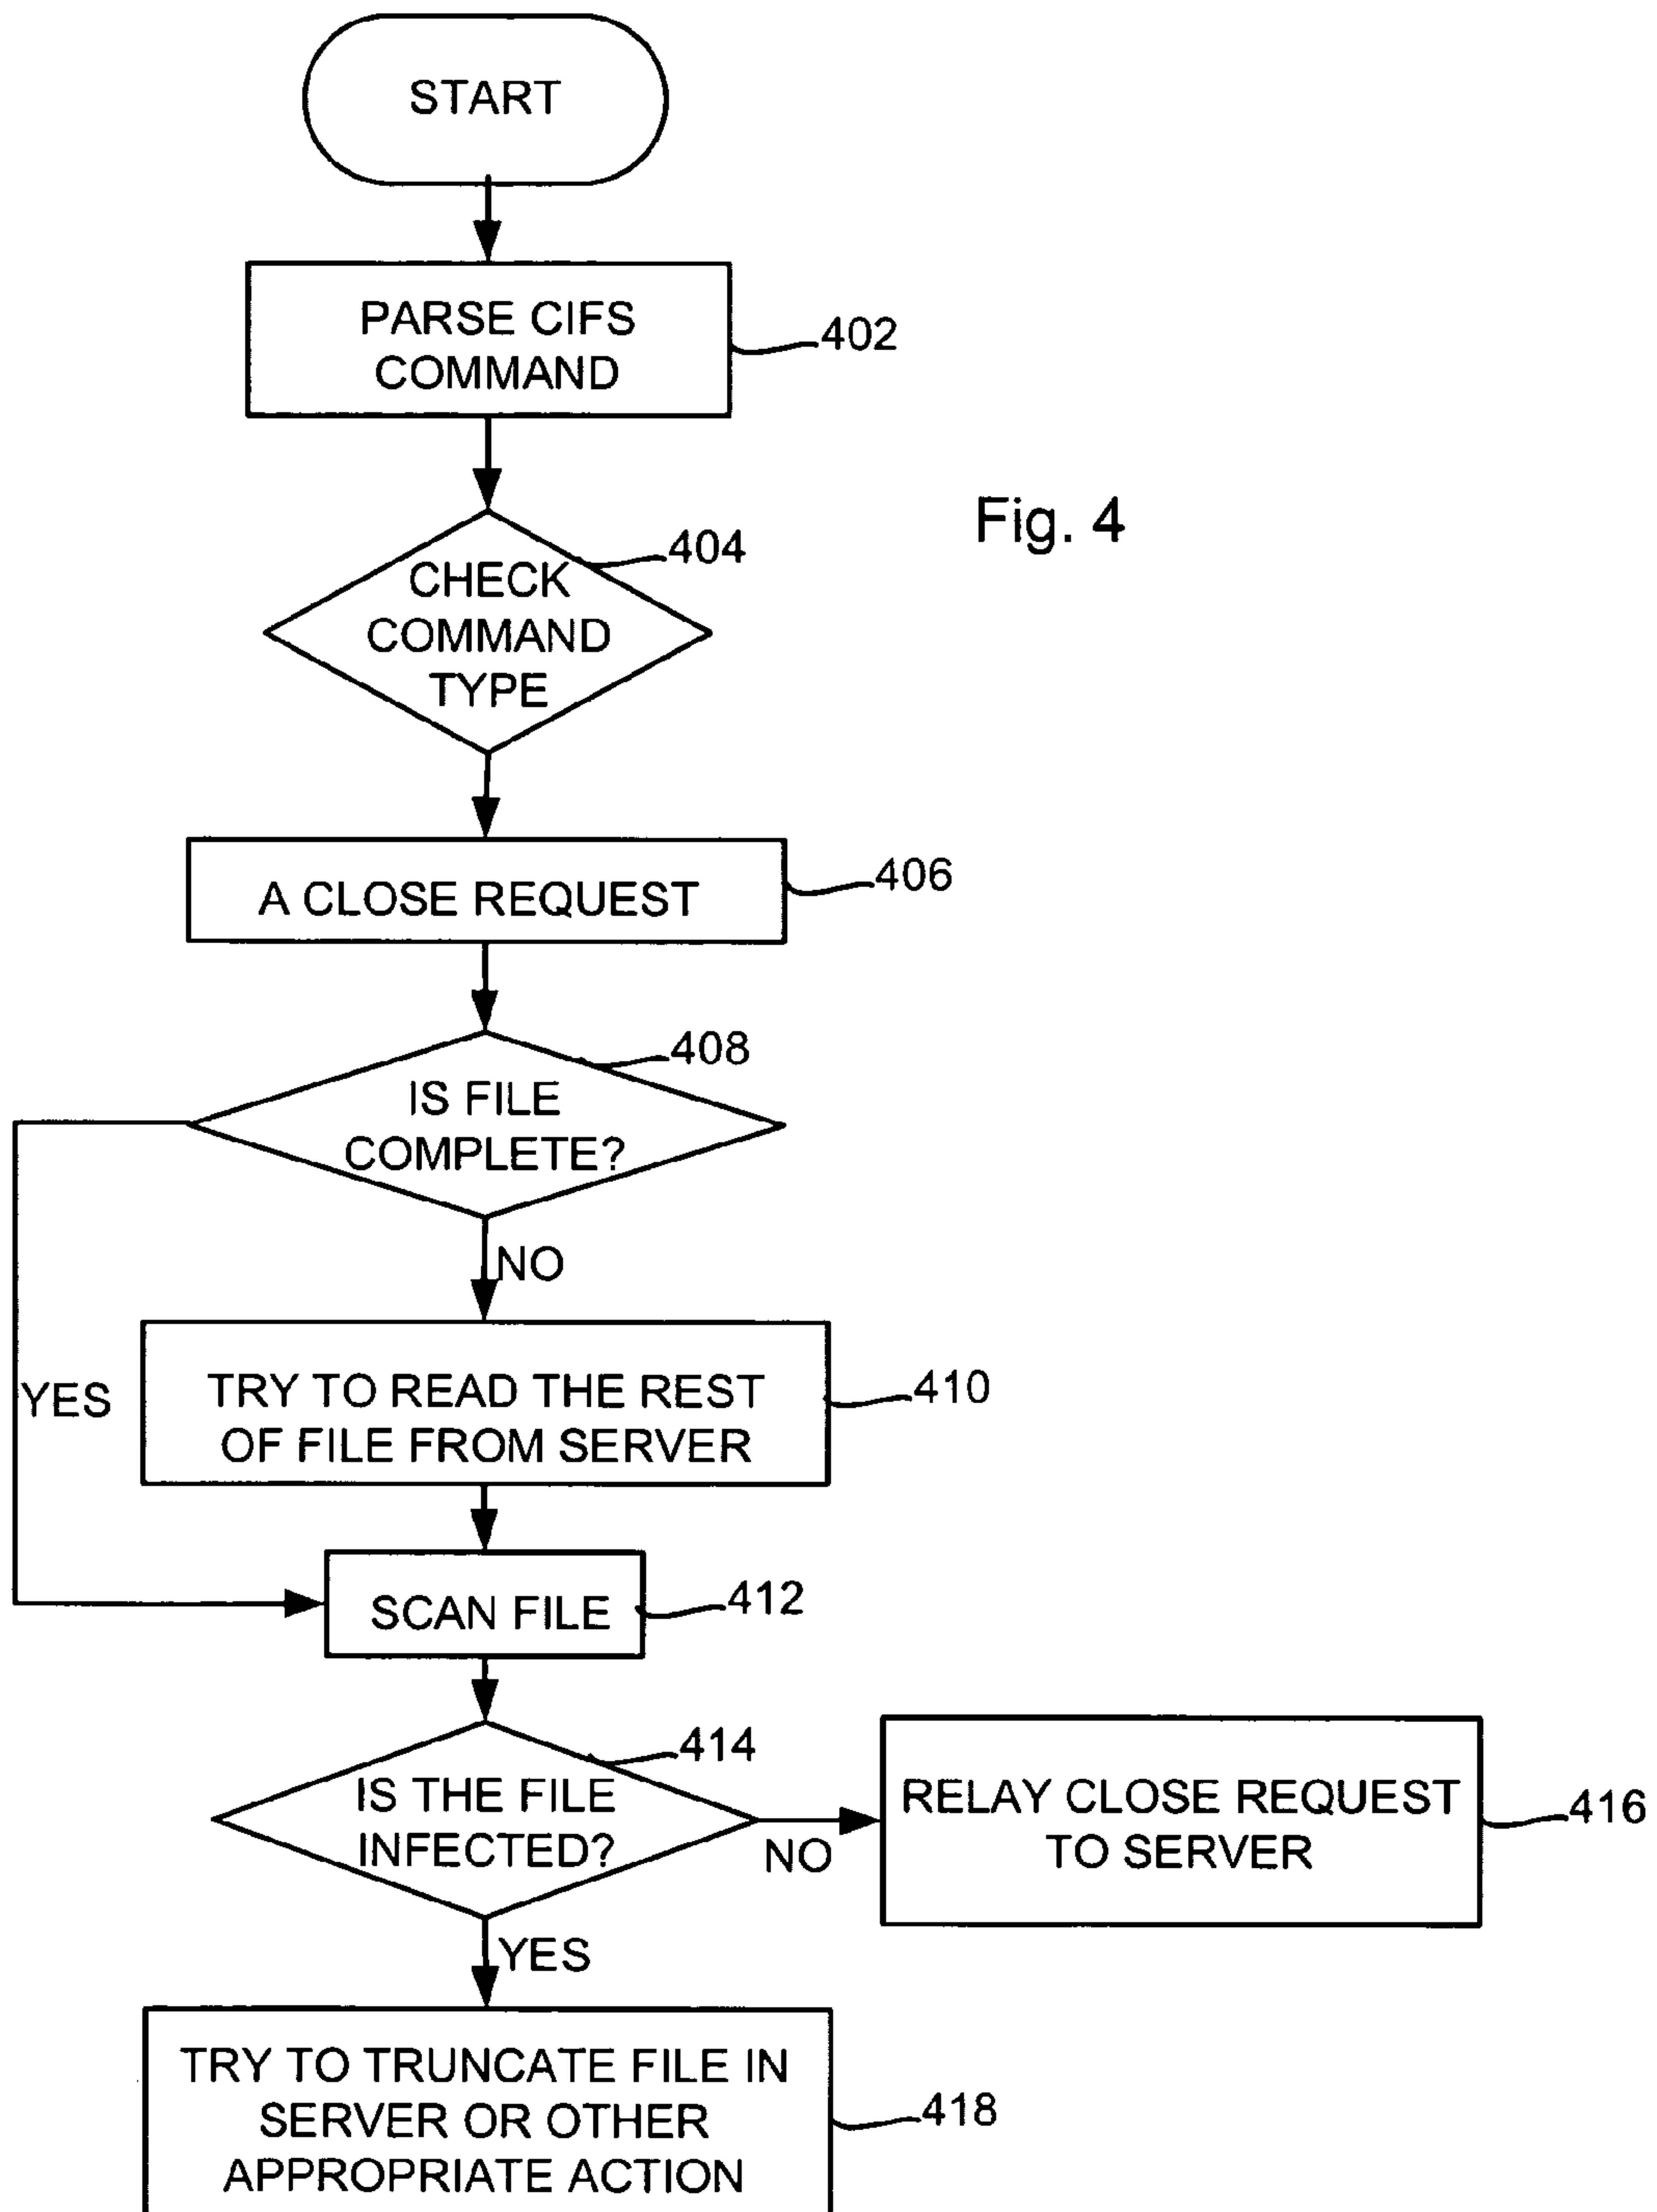 START
PARSE CIFS
COMMAND
402
Fig. 4
404
CHECK
COMMAND
TYPE
A CLOSE REQUEST
406
408
IS FILE
COMPLETE?
NO
YES
TRY TO READ THE REST
OF FILE FROM SERVER
410
SCAN FILE
412
414
IS THE FILE
INFECTED?
NO
RELAY CLOSE REQUEST
TO SERVER
416
YES
TRY TO TRUNCATE FILE IN
SERVER OR OTHER
APPROPRIATE ACTION
418